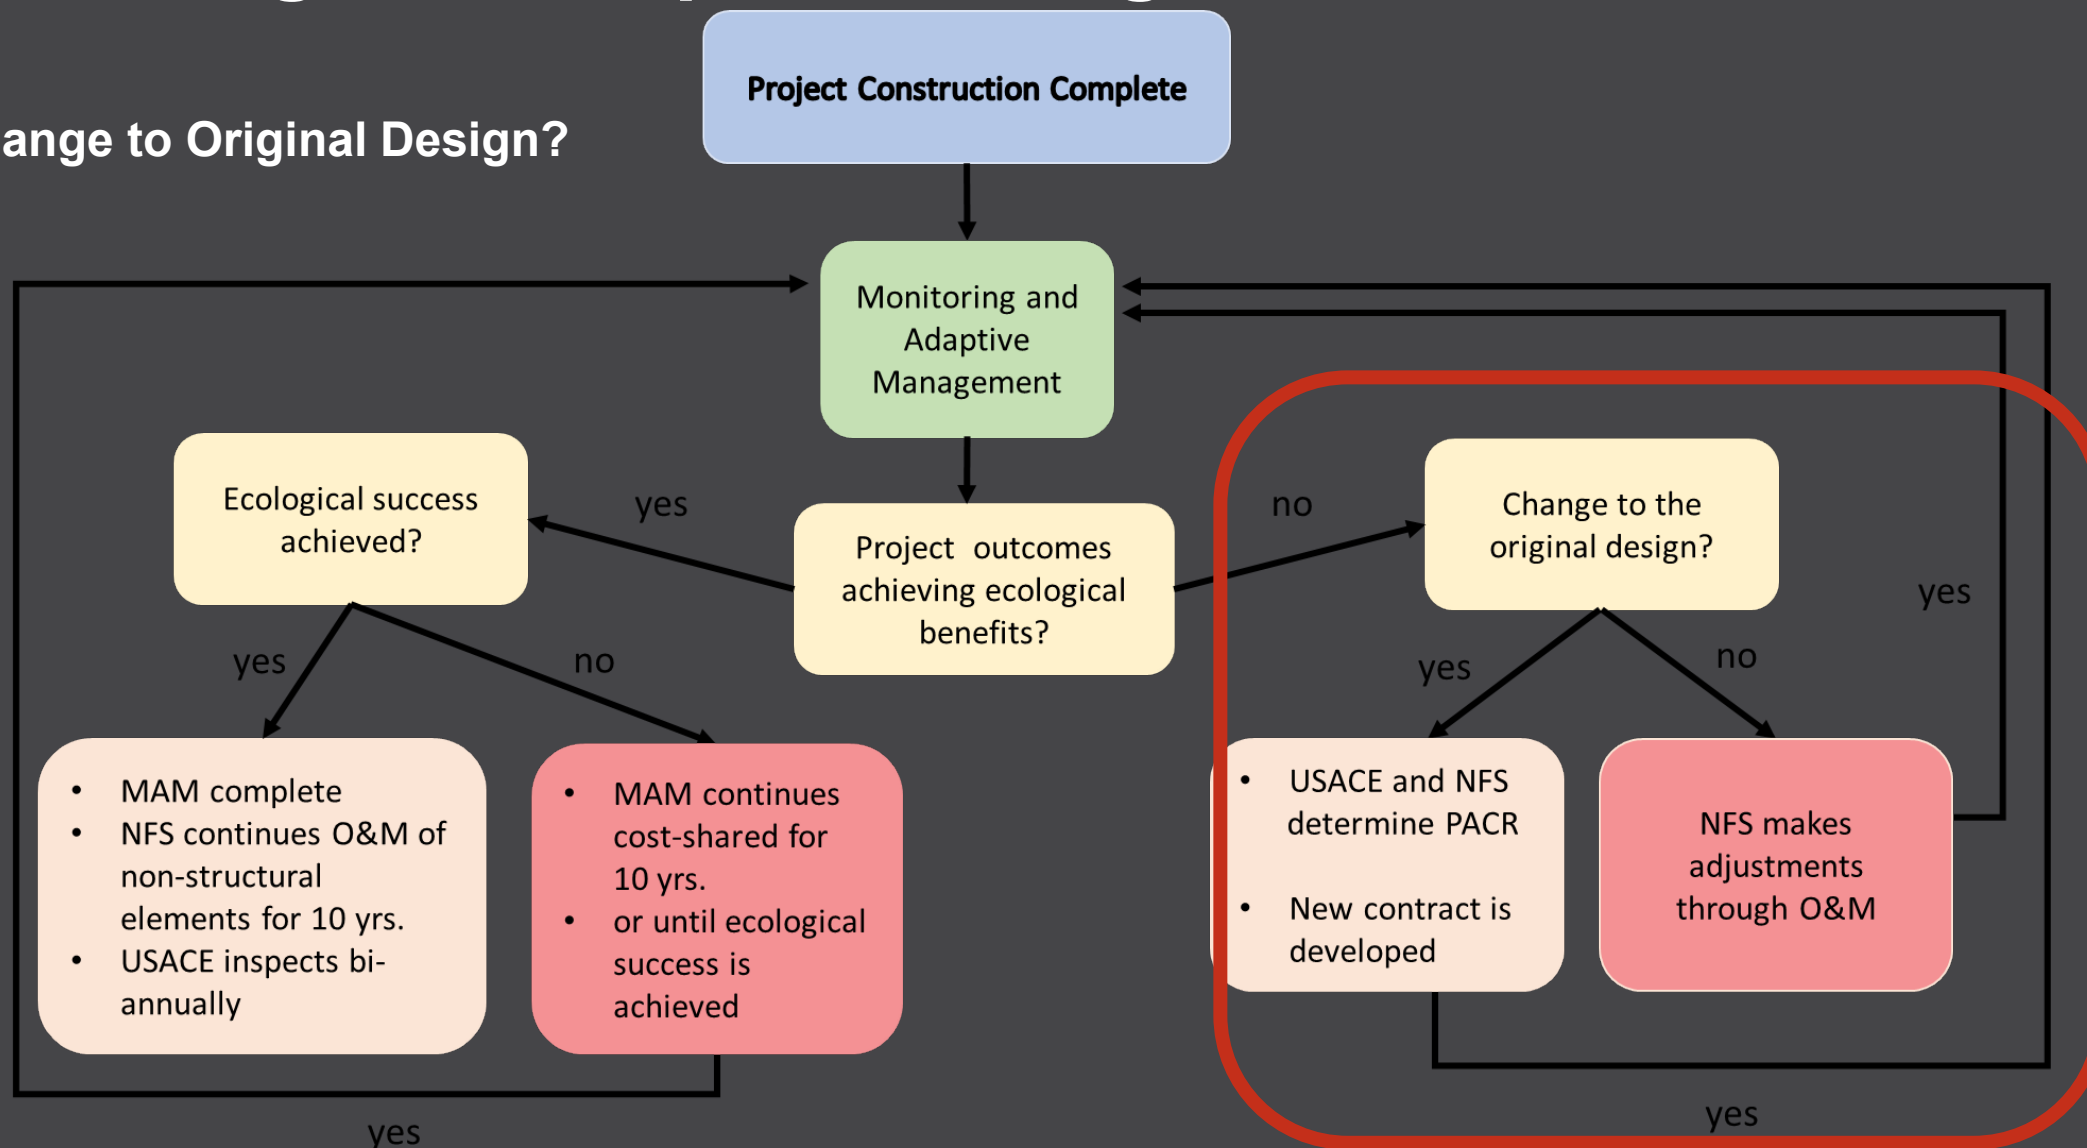 Project Construction Complete
ange to Original Design?
Monitoring and
Adaptive
Management
Ecological success
achieved?
yes
Project outcomes
achieving ecological
benefits?
no
Change to the
original design?
yes
yes
no
yes
no
• MAM complete
• NFS continues O&M of
non-structural
elements for 10 yrs.
• USACE inspects bi-
annually
• MAM continues
cost-shared for
10 yrs.
• or until ecological
success is
achieved
• USACE and NFS
determine PACR
• New contract is
developed
NFS makes
adjustments
through O&M
yes
yes